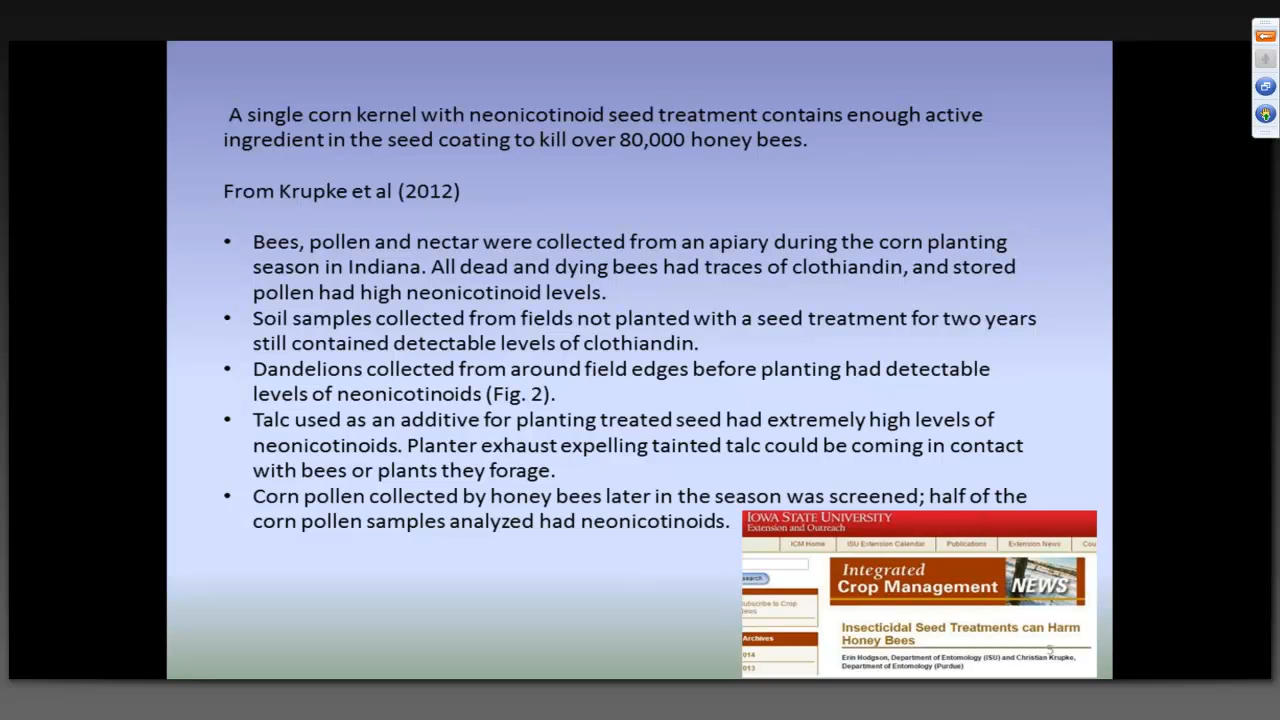 A single corn kernel with neonicotinoid seed treatment contains enough active
ingredient in the seed coating to kill over 80,000 honey bees.
From Krupke et al (2012)
• Bees, pollen and nectar were collected from an apiary during the corn planting
season in Indiana. All dead and dying bees had traces of clothiandin, and stored
pollen had high neonicotinoid levels.
• Soil samples collected from fields not planted with a seed treatment for two years
still contained detectable levels of clothiandin.
• Dandelions collected from around field edges before planting had detectable
levels of neonicotinoids (Fig. 2).
• Talc used as an additive for planting treated seed had extremely high levels of
neonicotinoids. Planter exhaust expelling tainted talc could be coming in contact
with bees or plants they forage.
• Corn pollen collected by honey bees later in the season was screened; half of the
corn pollen samples analyzed had neonicotinoids.
IOWA STATE UNIVERSITY
Extension and Outreach
ICM Home ISU Extension Calendar Publications Extension News Cou
search
ubscribe to Crop
ews
Archives
014
013
Integrated
Crop Management NEWS
Insecticidal Seed Treatments can Harm
Honey Bees
Erin Hodgson, Department of Entomology (ISU) and Christian Krupke,
Department of Entomology (Purdue)
5